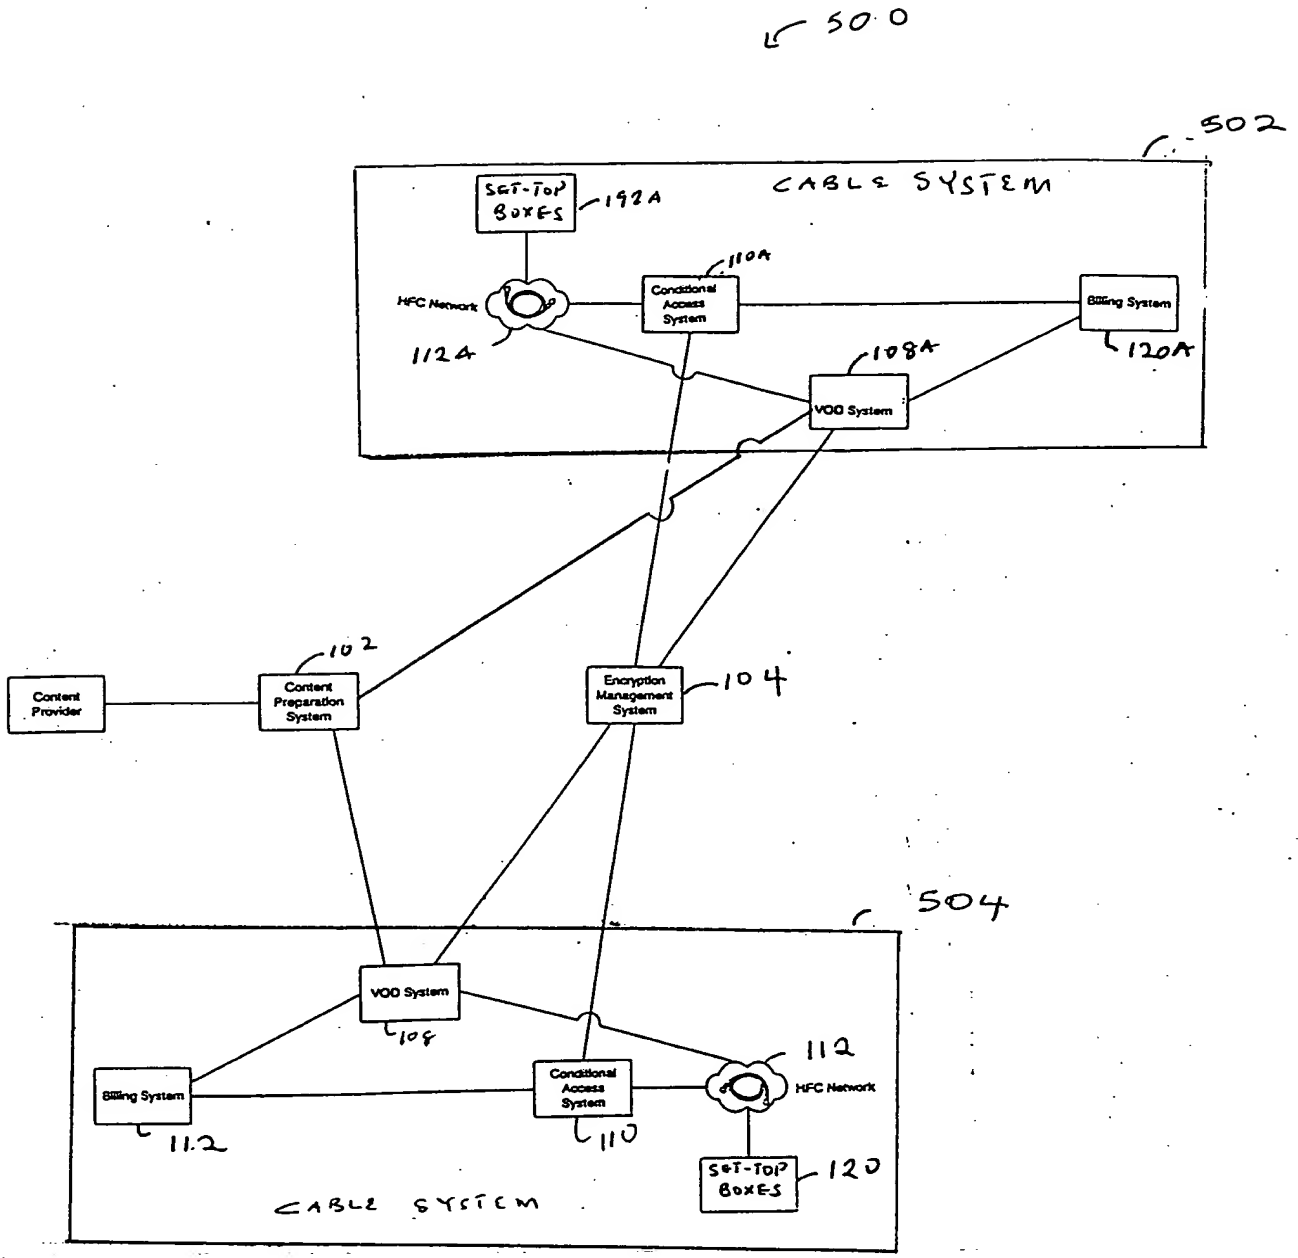 500
502
CABLE SYSTEM
SET-TOP
BOXES
192A
110A
HFC Network
Conditional
Access
System
Billing System
112A
108A
120A
VOD System
102
Content
Provider
Content
Preparation
System
Encryption
Management
System
104
504
VOD System
108
112
Billing System
Conditional
Access
System
HFC Network
112
110
SET-TOP
BOXES
120
CABLE SYSTEM